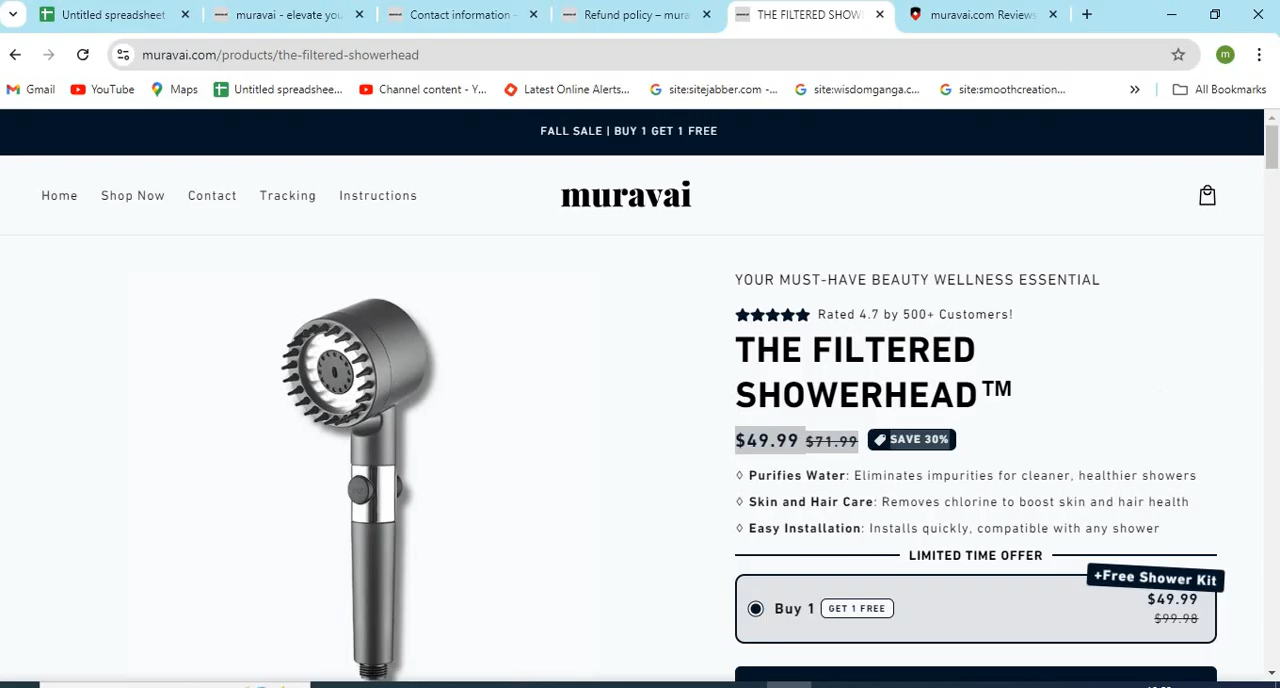 Untitled spreadsheet
muravai - elevate you
Contact information -
Refund policy – mura
THE FILTERED SHOW
muravai.com Reviews
muravai.com/products/the-filtered-showerhead
m
Gmail
YouTube
Maps
Untitled spreadshee...
Channel content - Y...
Latest Online Alerts...
site:sitejabber.com -...
site:wisdomganga.c...
site:smoothcreation...
All Bookmarks
FALL SALE | BUY 1 GET 1 FREE
Home Shop Now Contact Tracking Instructions
muravai
YOUR MUST-HAVE BEAUTY WELLNESS ESSENTIAL
Rated 4.7 by 500+ Customers!
THE FILTERED
SHOWERHEAD™
$49.99 $71.99 SAVE 30%
◊ Purifies Water: Eliminates impurities for cleaner, healthier showers
◊ Skin and Hair Care: Removes chlorine to boost skin and hair health
◊ Easy Installation: Installs quickly, compatible with any shower
LIMITED TIME OFFER
+Free Shower Kit
Buy 1 GET 1 FREE
$49.99
$99.98